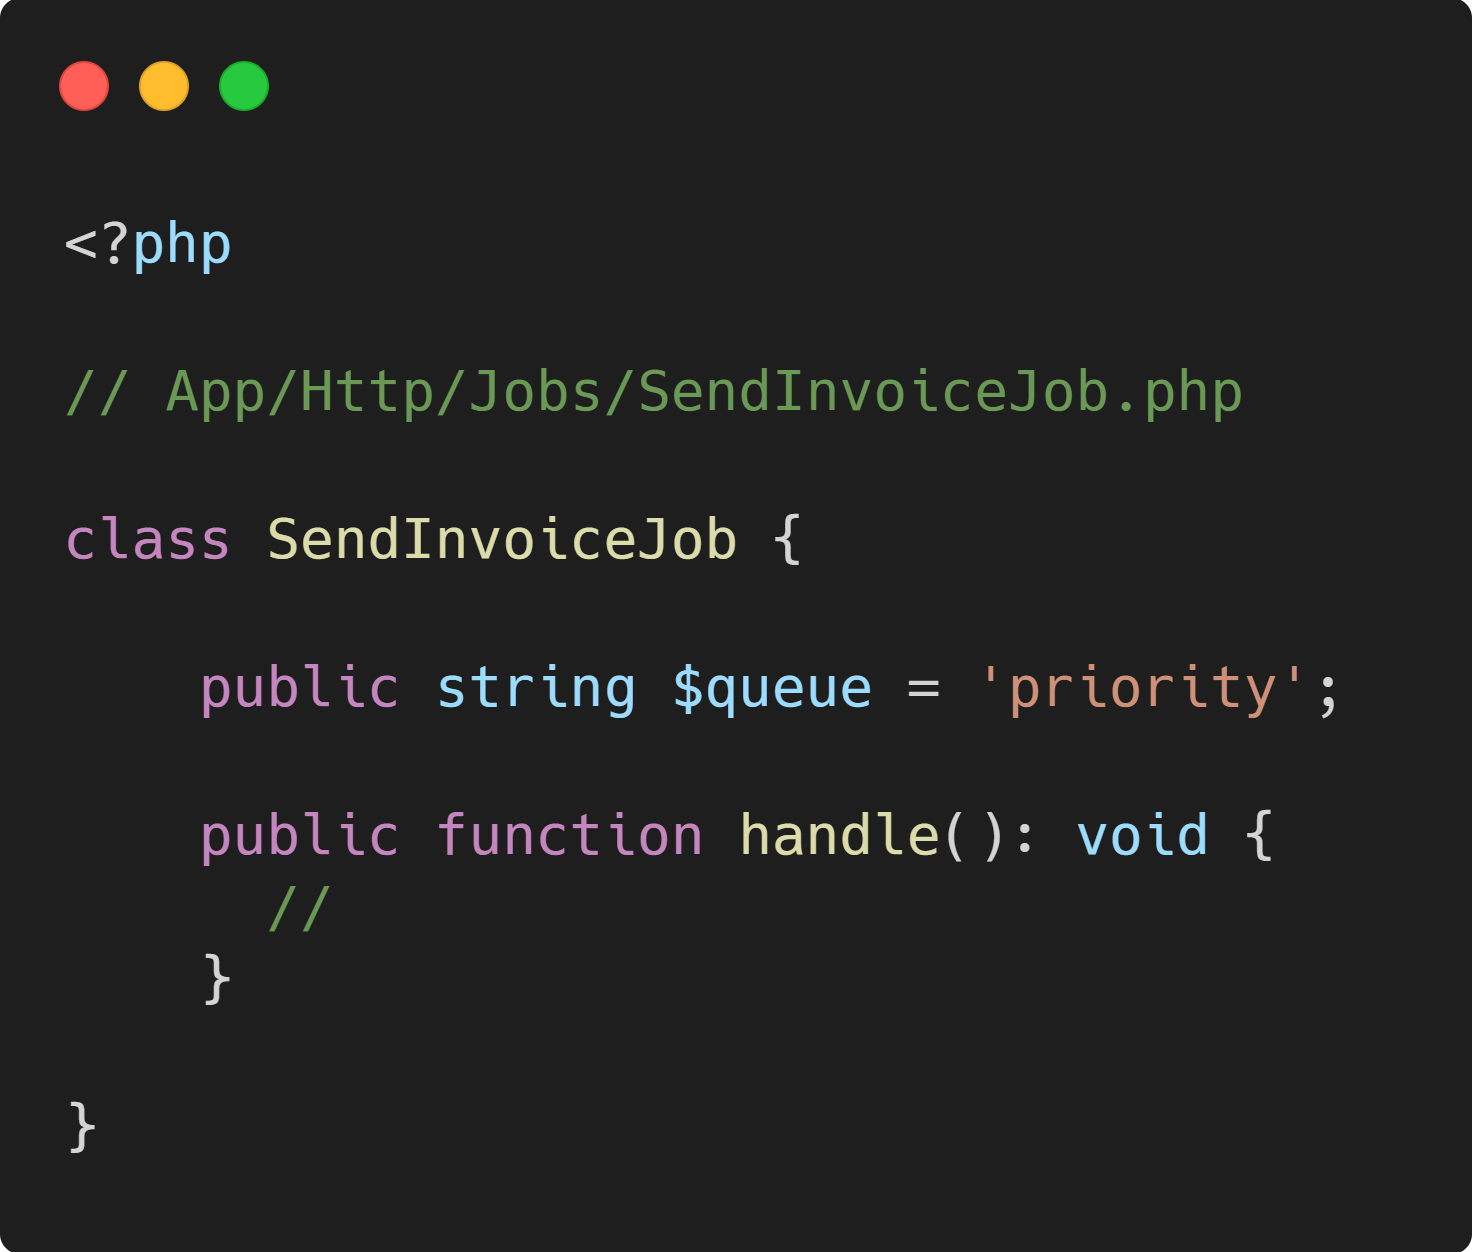 <?php
// App/Http/Jobs/SendInvoiceJob.php
class SendInvoiceJob {
public string $queue = 'priority';
public function handle(): void {
//
}
}